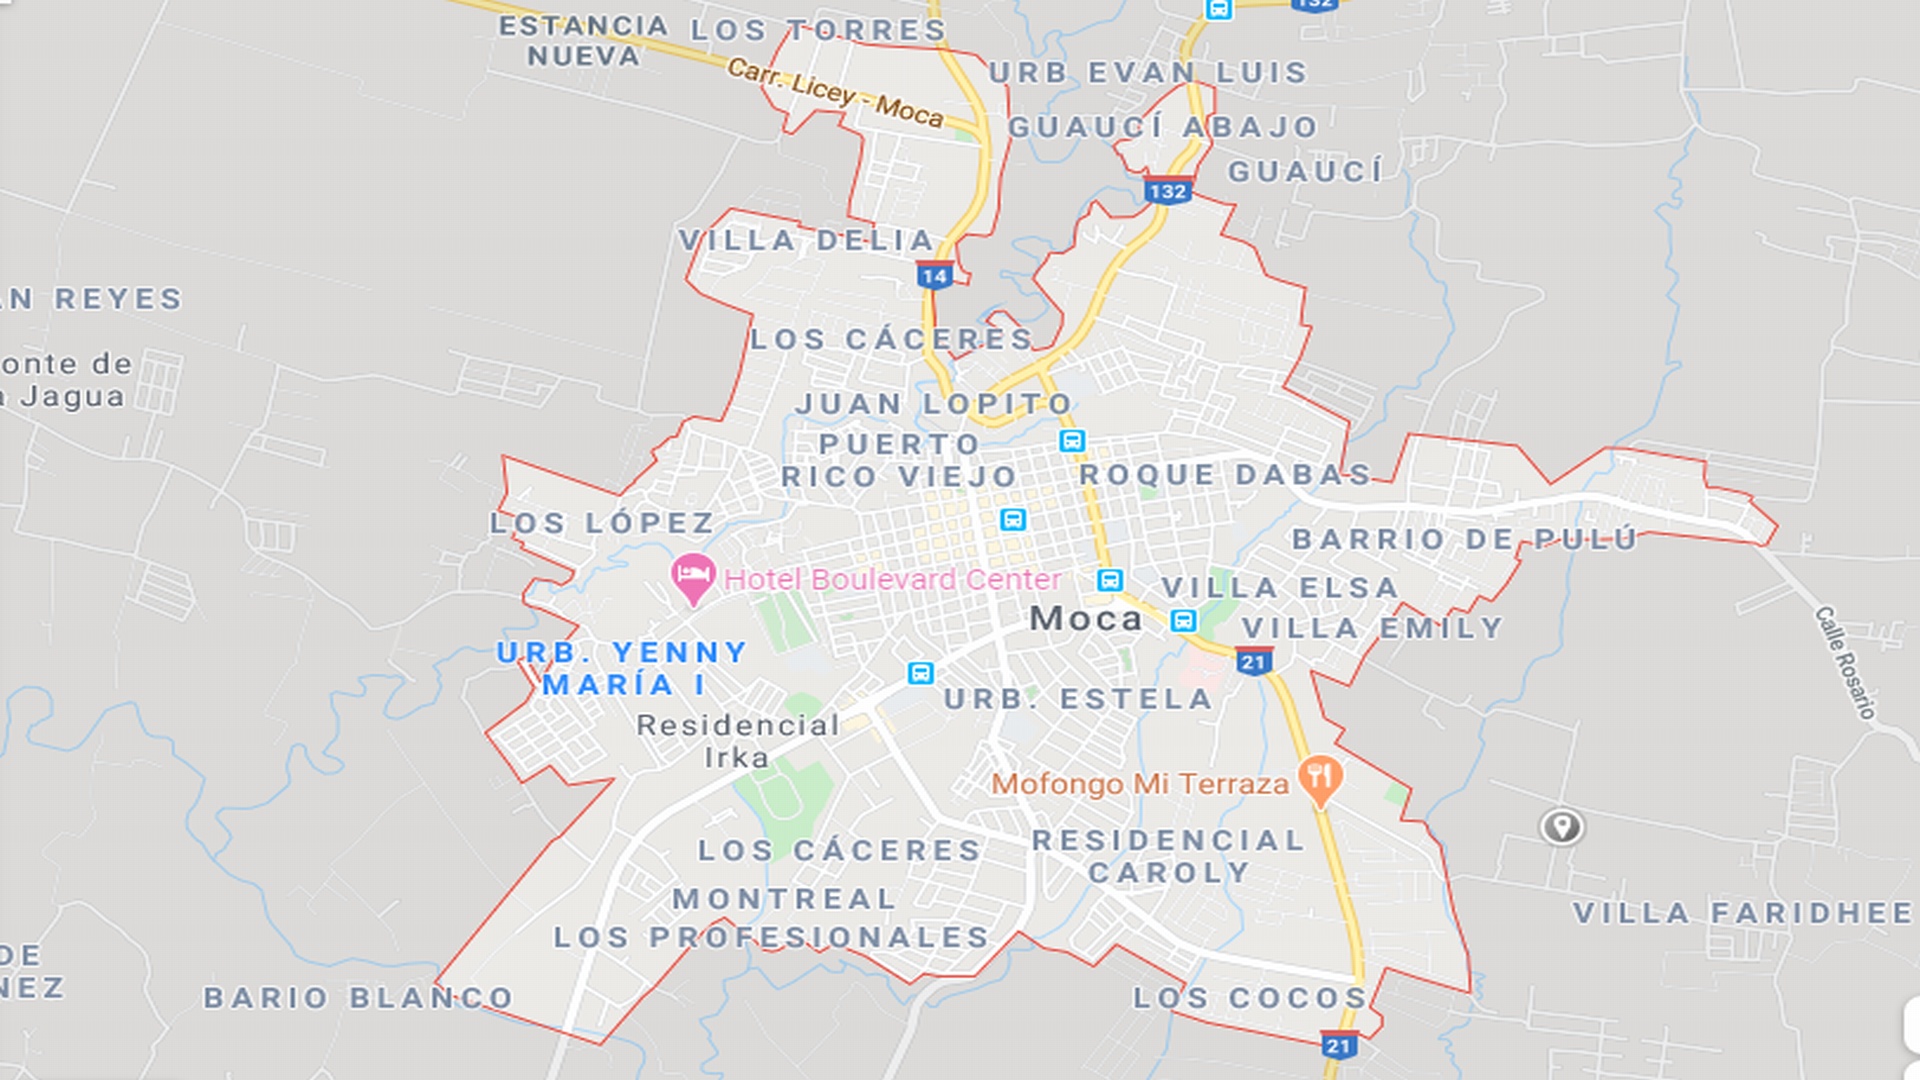 132
ESTANCIA
NUEVA
LOS TORRES
URB EVAN LUIS
Carr. Licey - Moca
GUAUCÍ ABAJO
GUAUCÍ
132
VILLA DELIA
14
AN REYES
LOS CÁCERES
onte de
a Jagua
JUAN LOPITO
PUERTO
RICO VIEJO
ROQUE DABAS
LOS LÓPEZ
BARRIO DE PULÚ
Hotel Boulevard Center
VILLA ELSA
Moca
VILLA EMILY
Calle Rosario
URB. YENNY
MARÍA I
21
URB. ESTELA
Residencial
Irka
Mofongo Mi Terraza
LOS CÁCERES
RESIDENCIAL
CAROLY
MONTREAL
VILLA FARIDHEE
LOS PROFESIONALES
DE
NEZ
BARIO BLANCO
LOS COCOS
21